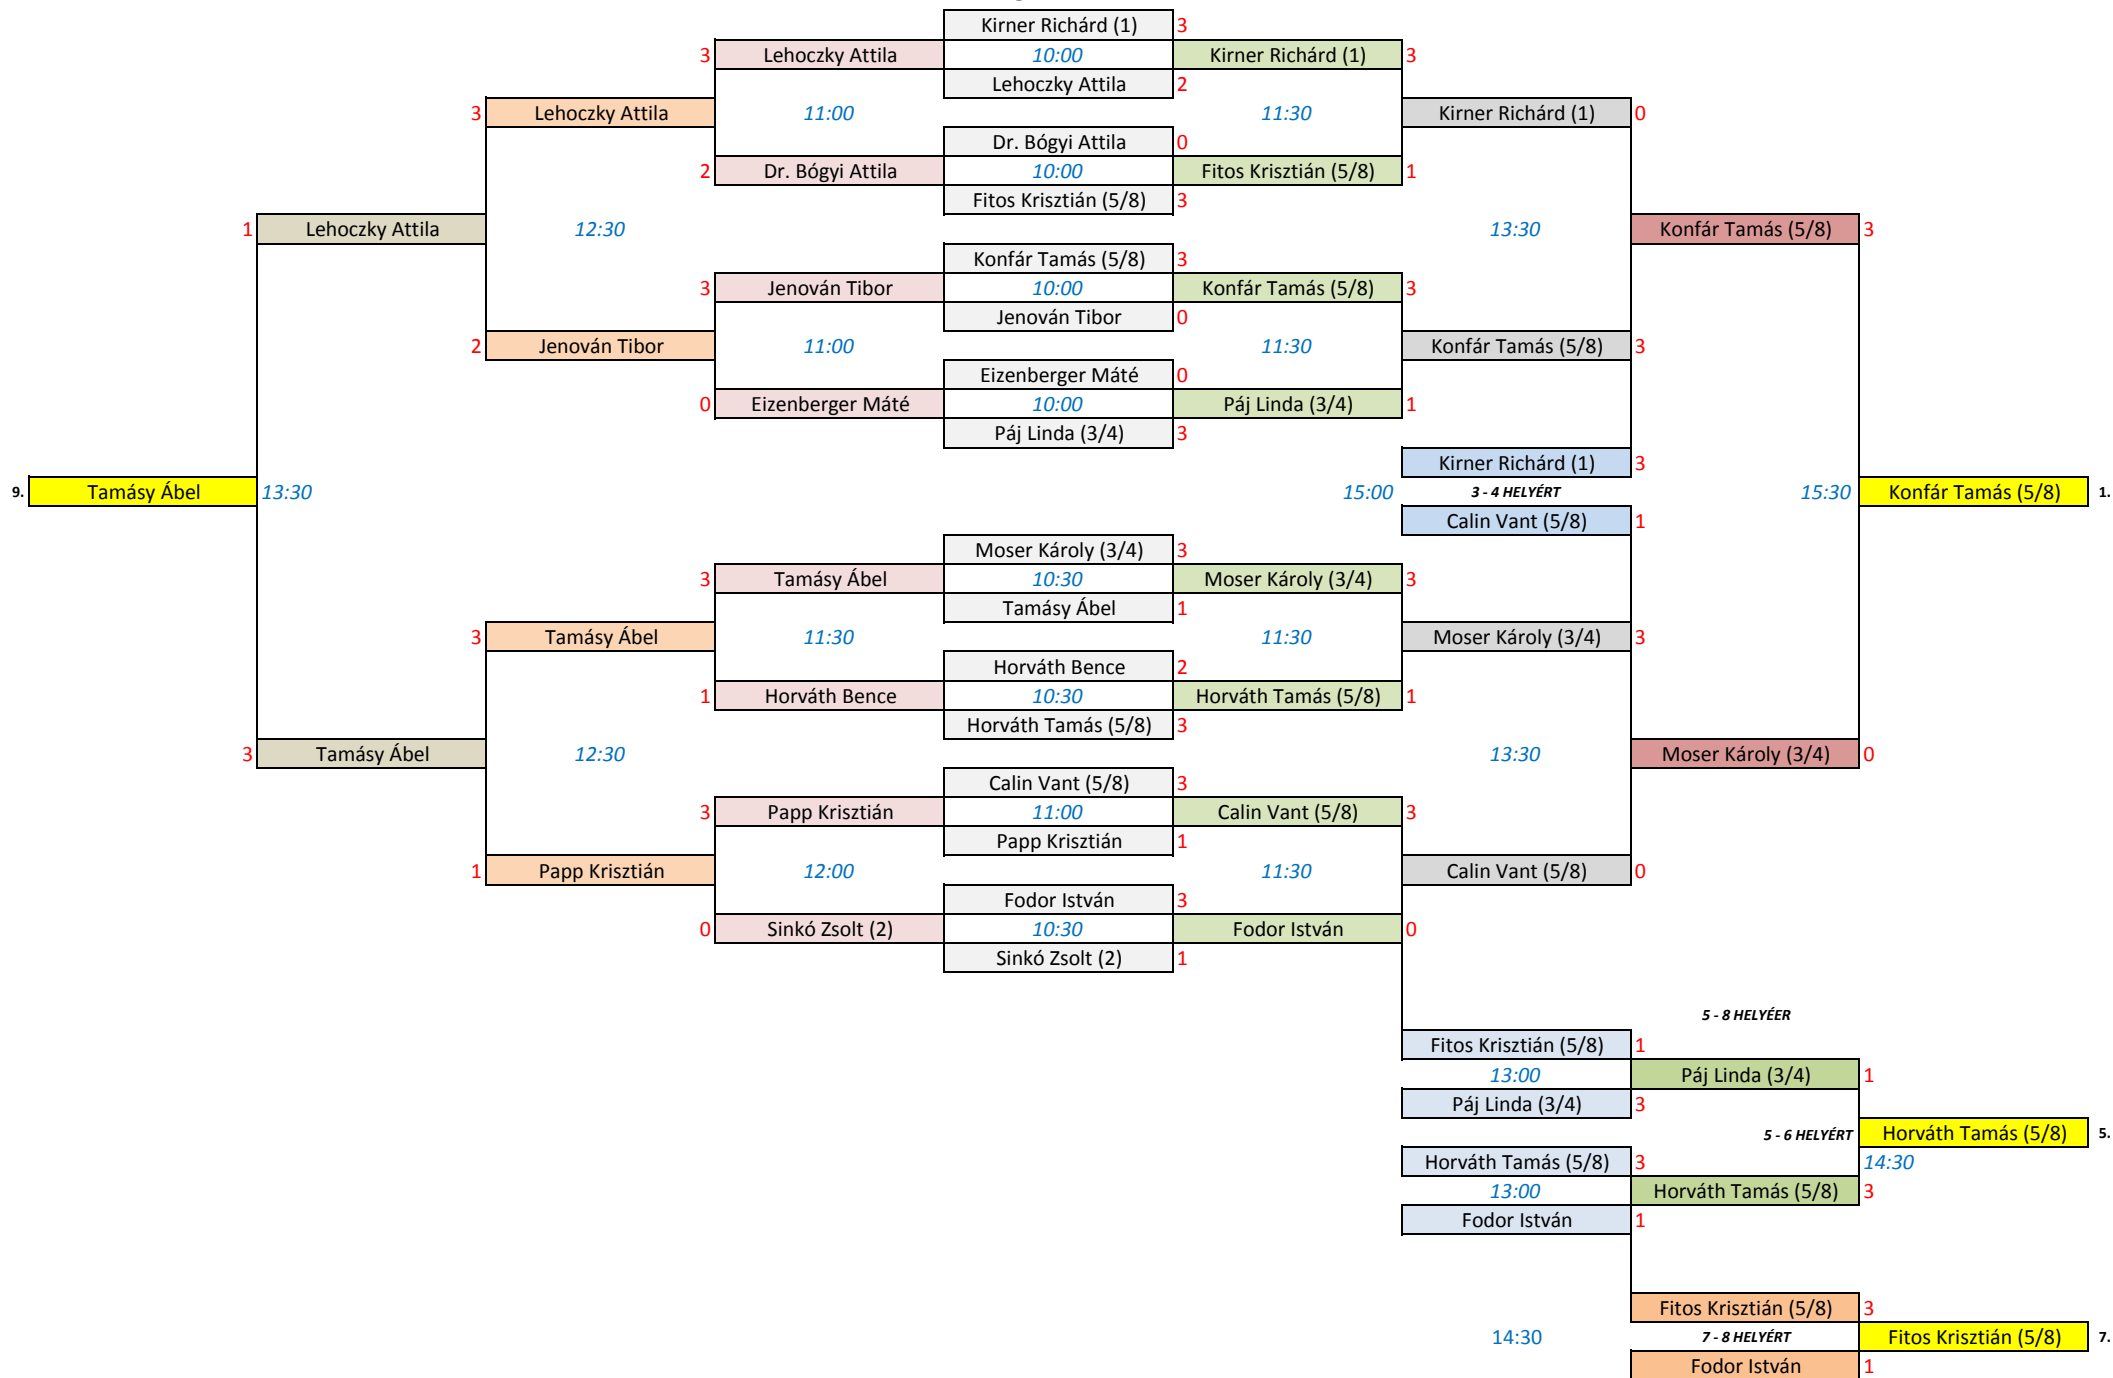 Kirner Richárd (1) 3
3 Lehoczky Attila 10:00 Kirner Richárd (1) 3
Lehoczky Attila 2
3 Lehoczky Attila 11:00 11:30 Kirner Richárd (1) 0
Dr. Bógyi Attila 0
2 Dr. Bógyi Attila 10:00 Fitos Krisztián (5/8) 1
Fitos Krisztián (5/8) 3
1 Lehoczky Attila 12:30 13:30 Konfár Tamás (5/8) 3
Konfár Tamás (5/8) 3
3 Jenován Tibor 10:00 Konfár Tamás (5/8) 3
Jenován Tibor 0
2 Jenován Tibor 11:00 11:30 Konfár Tamás (5/8) 3
Eizenberger Máté 0
0 Eizenberger Máté 10:00 Páj Linda (3/4) 1
Páj Linda (3/4) 3
Kirner Richárd (1) 3
9. Tamásy Ábel 13:30 15:00 3 - 4 HELYÉRT 15:30 Konfár Tamás (5/8) 1.
Calin Vant (5/8) 1
Moser Károly (3/4) 3
3 Tamásy Ábel 10:30 Moser Károly (3/4) 3
Tamásy Ábel 1
3 Tamásy Ábel 11:30 11:30 Moser Károly (3/4) 3
Horváth Bence 2
1 Horváth Bence 10:30 Horváth Tamás (5/8) 1
Horváth Tamás (5/8) 3
3 Tamásy Ábel 12:30 13:30 Moser Károly (3/4) 0
Calin Vant (5/8) 3
3 Papp Krisztián 11:00 Calin Vant (5/8) 3
Papp Krisztián 1
1 Papp Krisztián 12:00 11:30 Calin Vant (5/8) 0
Fodor István 3
0 Sinkó Zsolt (2) 10:30 Fodor István 0
Sinkó Zsolt (2) 1
5 - 8 HELYÉER
Fitos Krisztián (5/8) 1
13:00 Páj Linda (3/4) 1
Páj Linda (3/4) 3
5 - 6 HELYÉRT Horváth Tamás (5/8) 5.
Horváth Tamás (5/8) 3 14:30
13:00 Horváth Tamás (5/8) 3
Fodor István 1
Fitos Krisztián (5/8) 3
14:30 7 - 8 HELYÉRT Fitos Krisztián (5/8) 7.
Fodor István 1